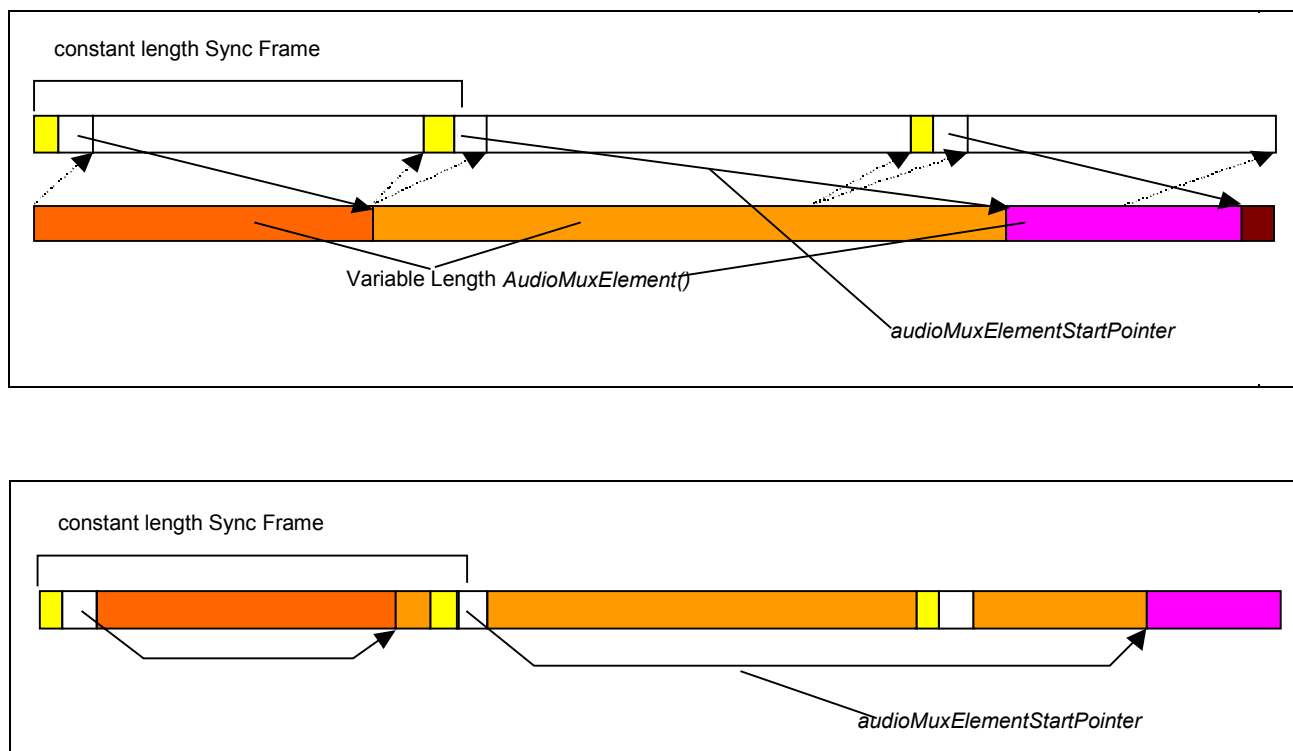 constant length Sync Frame
Variable Length AudioMuxElement()
audioMuxElementStartPointer
constant length Sync Frame
audioMuxElementStartPointer